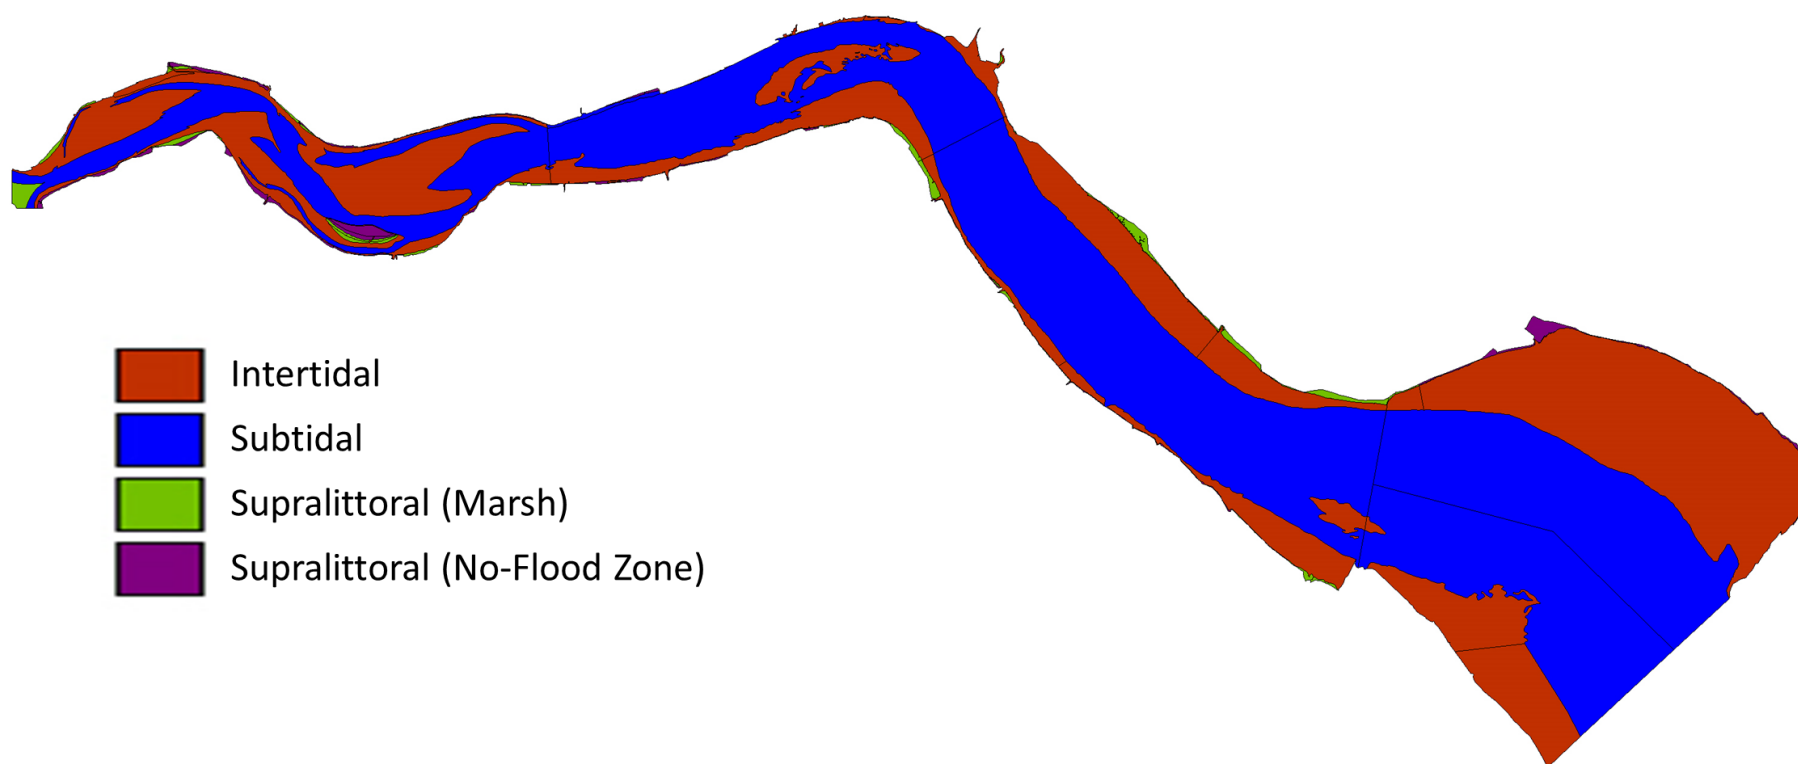 Intertidal
Subtidal
Supralittoral (Marsh)
Supralittoral (No-Flood Zone)